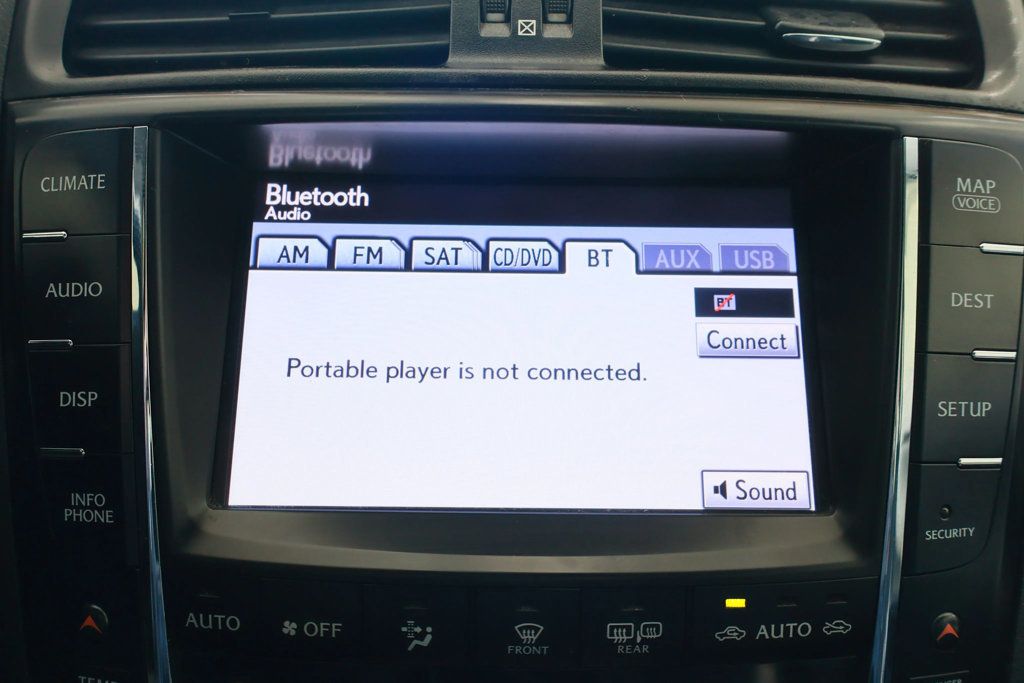 CLIMATE
AUDIO
DISP
INFO
PHONE
Bluetooth
Bluetooth
Audio
AM FM SAT CD/DVD BT AUX USB
BT
Connect
Portable player is not connected.
Sound
MAP
VOICE
DEST
SETUP
SECURITY
AUTO OFF FRONT REAR AUTO